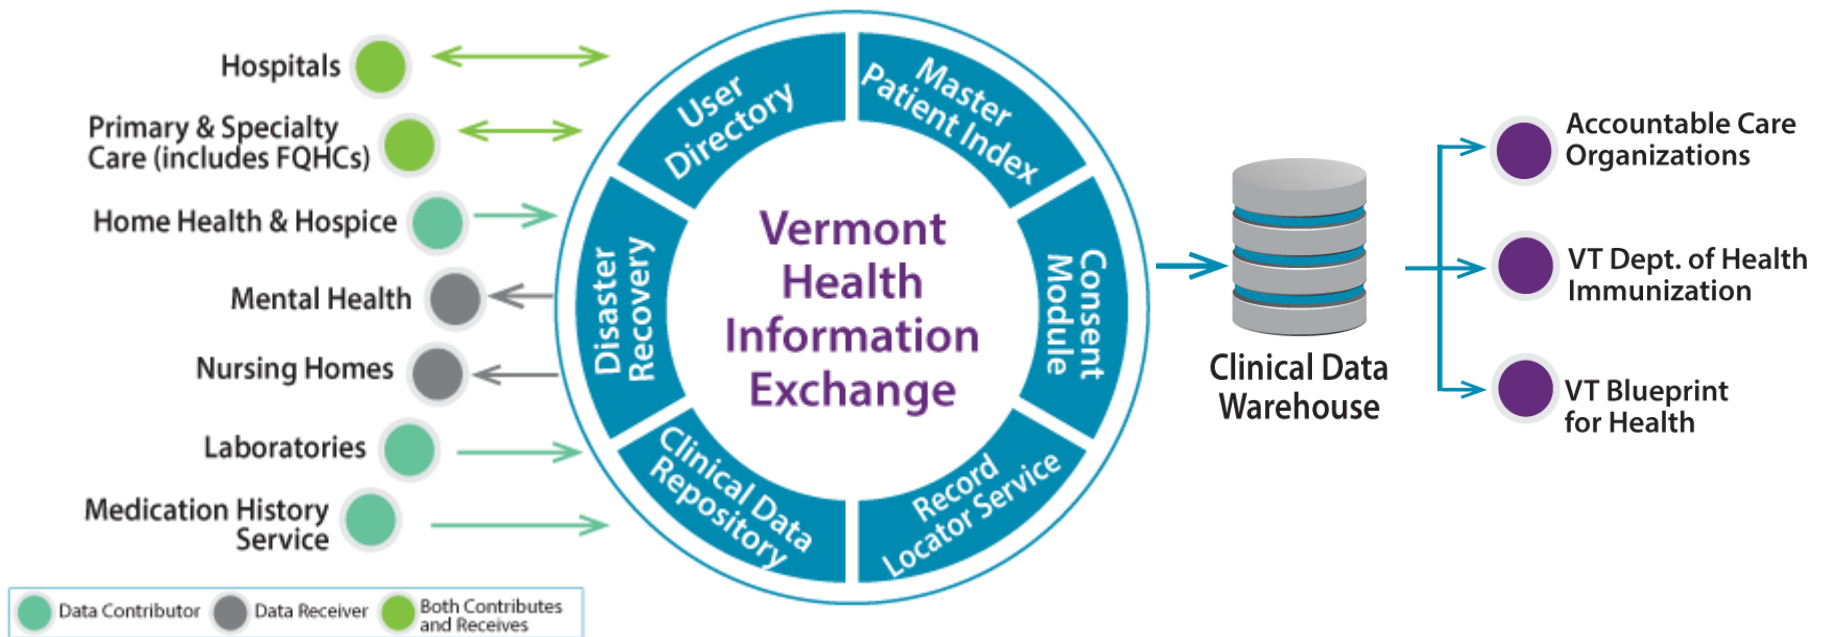 Hospitals
Primary & Specialty
Care (includes FQHCs)
Home Health & Hospice
Mental Health
Nursing Homes
Laboratories
Medication History
Service
Data Contributor
Data Receiver
Both Contributes
and Receives
User
Directory
Master
Patient Index
Consent
Module
Record
Locator Service
Clinical Data
Repository
Disaster
Recovery
Vermont
Health
Information
Exchange
Clinical Data
Warehouse
Accountable Care
Organizations
VT Dept. of Health
Immunization
VT Blueprint
for Health